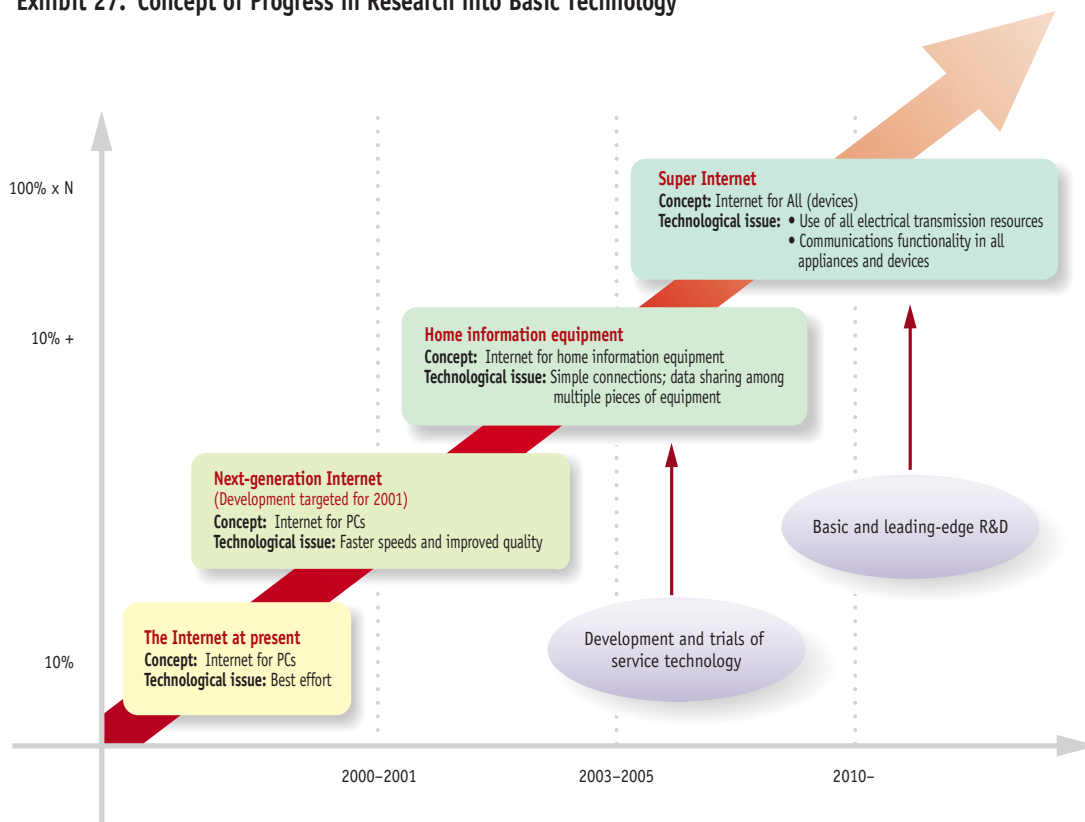 Exhibit 27: Concept of Progress in Research into Basic Technology
100% x N
10% +
10%
Super Internet
Concept: Internet for All (devices)
Technological issue: • Use of all electrical transmission resources
• Communications functionality in all
appliances and devices
Home information equipment
Concept: Internet for home information equipment
Technological issue: Simple connections; data sharing among
multiple pieces of equipment
Next-generation Internet
(Development targeted for 2001)
Concept: Internet for PCs
Technological issue: Faster speeds and improved quality
The Internet at present
Concept: Internet for PCs
Technological issue: Best effort
Basic and leading-edge R&D
Development and trials of
service technology
2000–2001
2003–2005
2010–